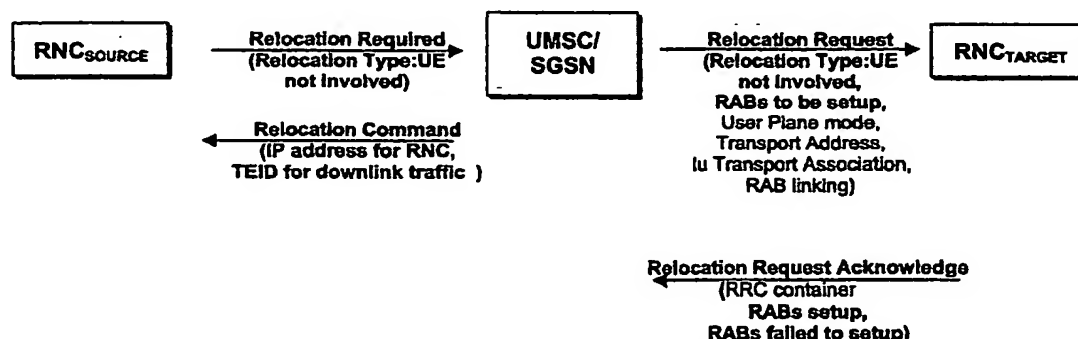 RNCSOURCE
Relocation Required
(Relocation Type:UE
not Involved)
UMSC/
SGSN
Relocation Request
(Relocation Type:UE
not Involved,
RABs to be setup,
User Plane mode,
Transport Address,
Iu Transport Association,
RAB linking)
RNCTARGET
Relocation Command
(IP address for RNC,
TEID for downlink traffic )
Relocation Request Acknowledge
(RRC container
RABs setup,
RABs failed to setup)